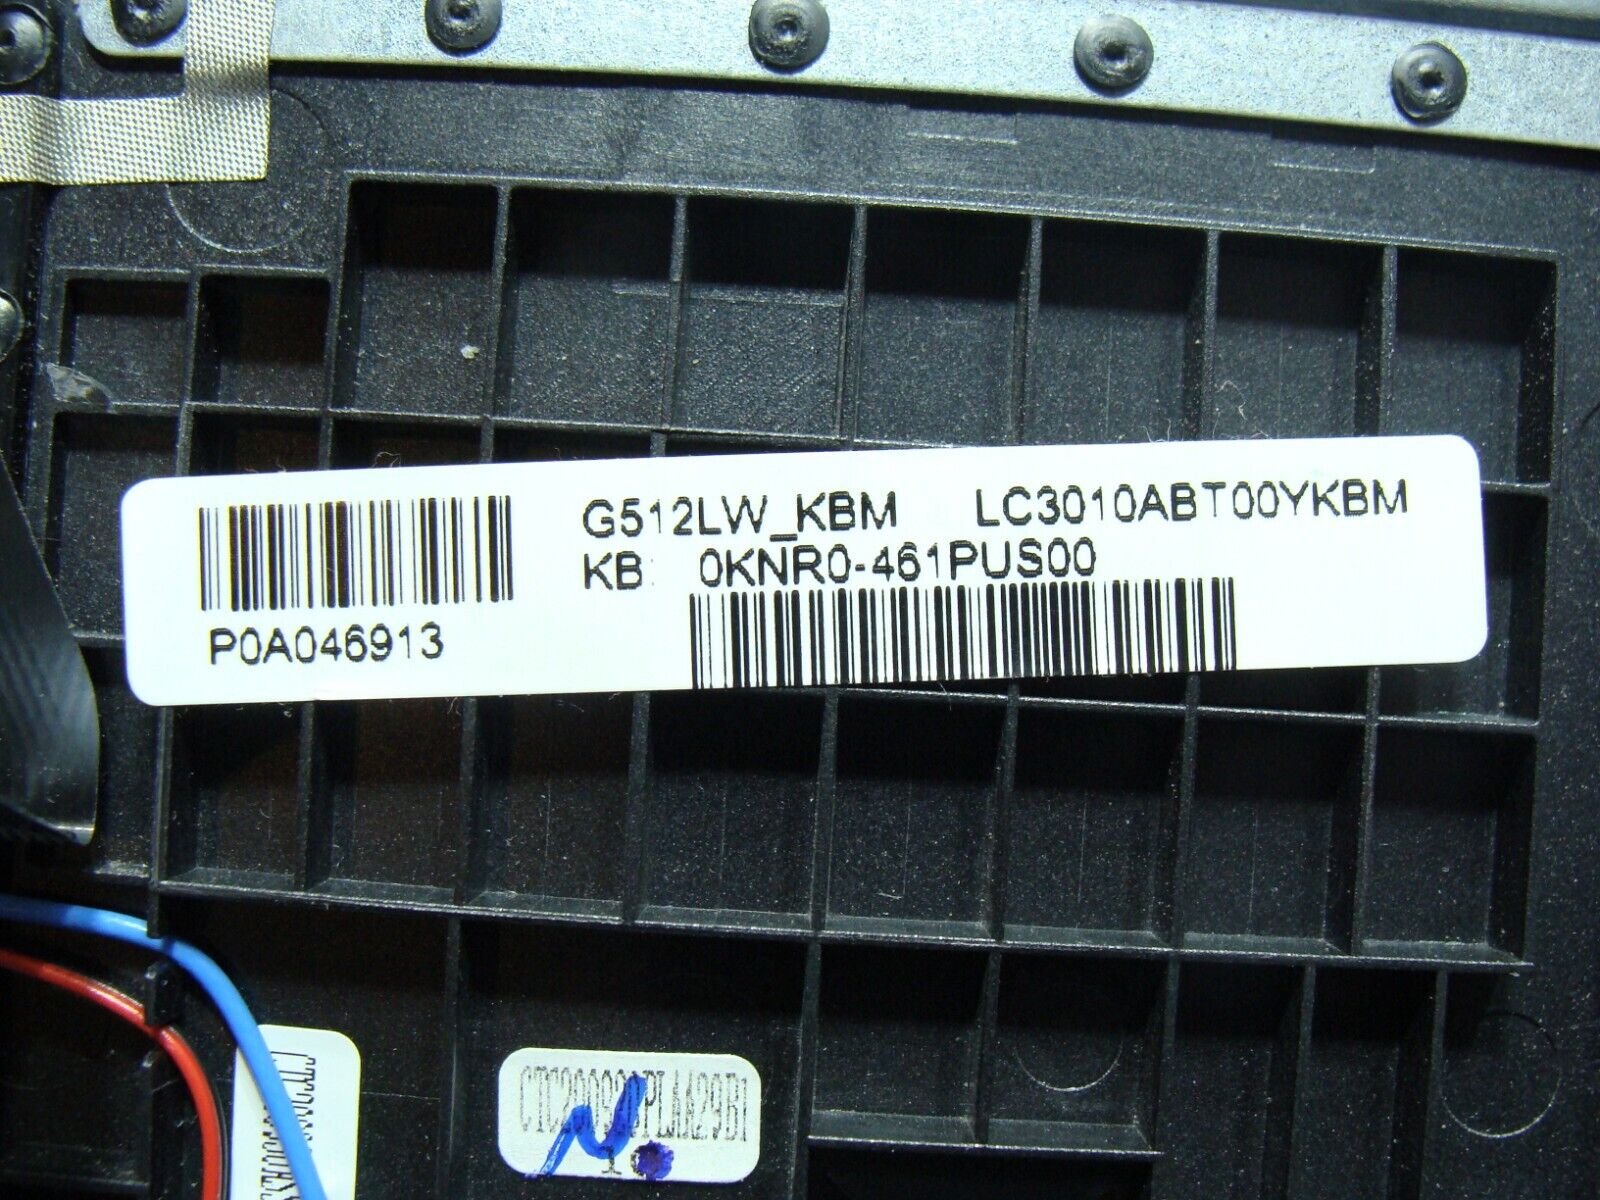 G512LW_KBM LC3010ABT00YKBM
KB: 0KNR0-461PUS00
P0A046913